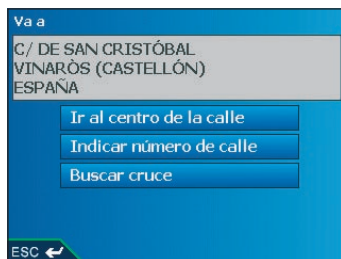 Va a
C/ DE SAN CRISTÓBAL
VINARÒS (CASTELLÓN)
ESPAÑA
Ir al centro de la calle
Indicar número de calle
Buscar cruce
ESC